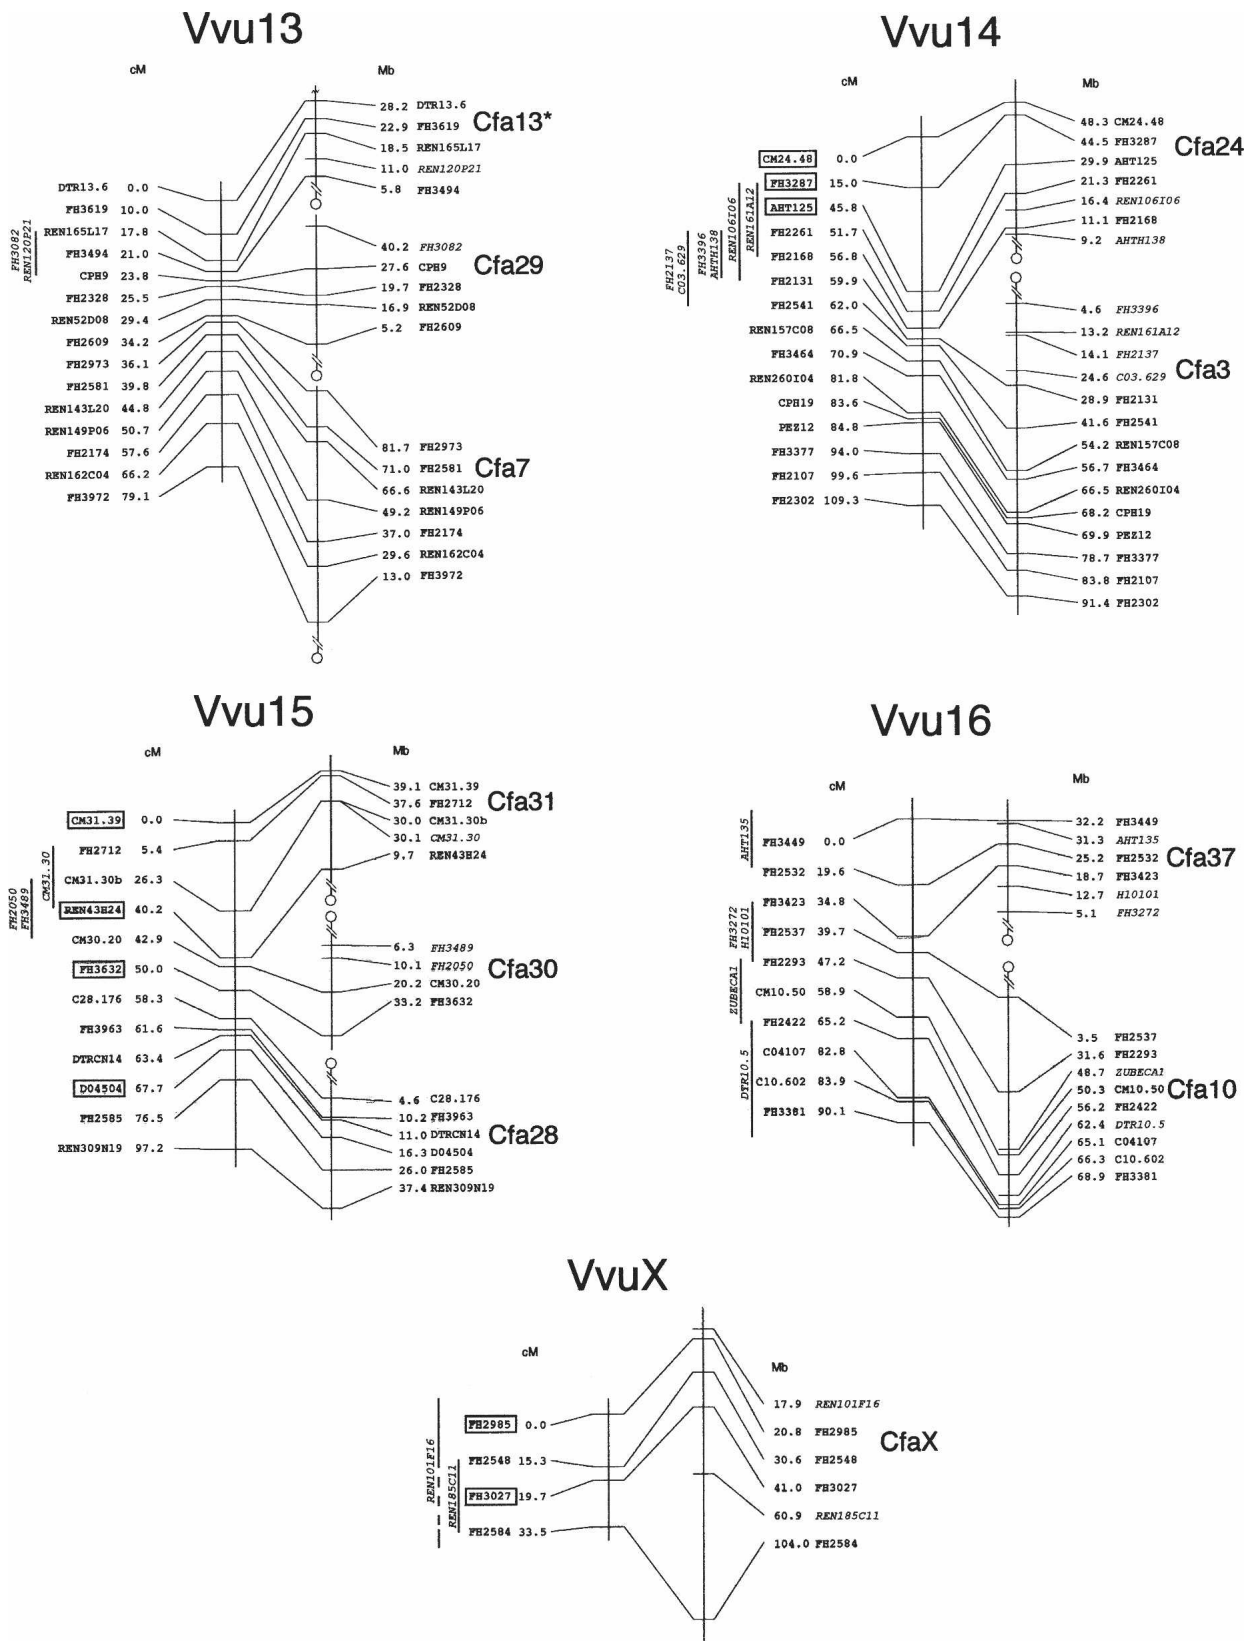 Vvu13
cM
Mb
DTR13.6 0.0
FH3619 10.0
REN165L17 17.8
FH3494 21.0
CPH9 23.8
FH2328 25.5
REN52D08 29.4
FH2609 34.2
FH2973 36.1
FH2581 39.8
REN143L20 44.8
REN149P06 50.7
FH2174 57.6
REN162C04 66.2
FH3972 79.1
FH3082
REN120P21
28.2 DTR13.6
22.9 FH3619
18.5 REN165L17
11.0 REN120P21
5.8 FH3494
Cfa13*
40.2 FH3082
27.6 CPH9
19.7 FH2328
16.9 REN52D08
5.2 FH2609
Cfa29
81.7 FH2973
71.0 FH2581
66.6 REN143L20
49.2 REN149P06
37.0 FH2174
29.6 REN162C04
13.0 FH3972
Cfa7
Vvu14
cM
Mb
CM24.48 0.0
FH3287 15.0
AHT125 45.8
FH2261 51.7
FH2168 56.8
FH2131 59.9
FH2541 62.0
REN157C08 66.5
FH3464 70.9
REN260I04 81.8
CPH19 83.6
PEZ12 84.8
FH3377 94.0
FH2107 99.6
FH2302 109.3
FH2137
C03.629
FH3396
AHTH138
REN106I06
REN161A12
48.3 CM24.48
44.5 FH3287
29.9 AHT125
21.3 FH2261
16.4 REN106I06
11.1 FH2168
9.2 AHTH138
Cfa24
4.6 FH3396
13.2 REN161A12
14.1 FH2137
24.6 C03.629
28.9 FH2131
41.6 FH2541
54.2 REN157C08
56.7 FH3464
66.5 REN260I04
68.2 CPH19
69.9 PEZ12
78.7 FH3377
83.8 FH2107
91.4 FH2302
Cfa3
Vvu15
cM
Mb
CM31.39 0.0
FH2712 5.4
CM31.30b 26.3
REN43H24 40.2
CM30.20 42.9
FH3632 50.0
C28.176 58.3
FH3963 61.6
DTRCN14 63.4
D04504 67.7
FH2585 76.5
REN309N19 97.2
FH2050
FH3489
CM31.30
39.1 CM31.39
37.6 FH2712
30.0 CM31.30b
30.1 CM31.30
9.7 REN43H24
Cfa31
6.3 FH3489
10.1 FH2050
20.2 CM30.20
33.2 FH3632
Cfa30
4.6 C28.176
10.2 FH3963
11.0 DTRCN14
16.3 D04504
26.0 FH2585
37.4 REN309N19
Cfa28
Vvu16
cM
Mb
FH3449 0.0
FH2532 19.6
FH3423 34.8
FH2537 39.7
FH2293 47.2
CM10.50 58.9
FH2422 65.2
C04107 82.8
C10.602 83.9
FH3381 90.1
AHT135
FH3272
H10101
ZUBECA1
DTR10.5
32.2 FH3449
31.3 AHT135
25.2 FH2532
18.7 FH3423
12.7 H10101
5.1 FH3272
Cfa37
3.5 FH2537
31.6 FH2293
48.7 ZUBECA1
50.3 CM10.50
56.2 FH2422
62.4 DTR10.5
65.1 C04107
66.3 C10.602
68.9 FH3381
Cfa10
VvuX
cM
Mb
FH2985 0.0
FH2548 15.3
FH3027 19.7
FH2584 33.5
REN101F16
REN185C11
17.9 REN101F16
20.8 FH2985
30.6 FH2548
41.0 FH3027
60.9 REN185C11
104.0 FH2584
CfaX